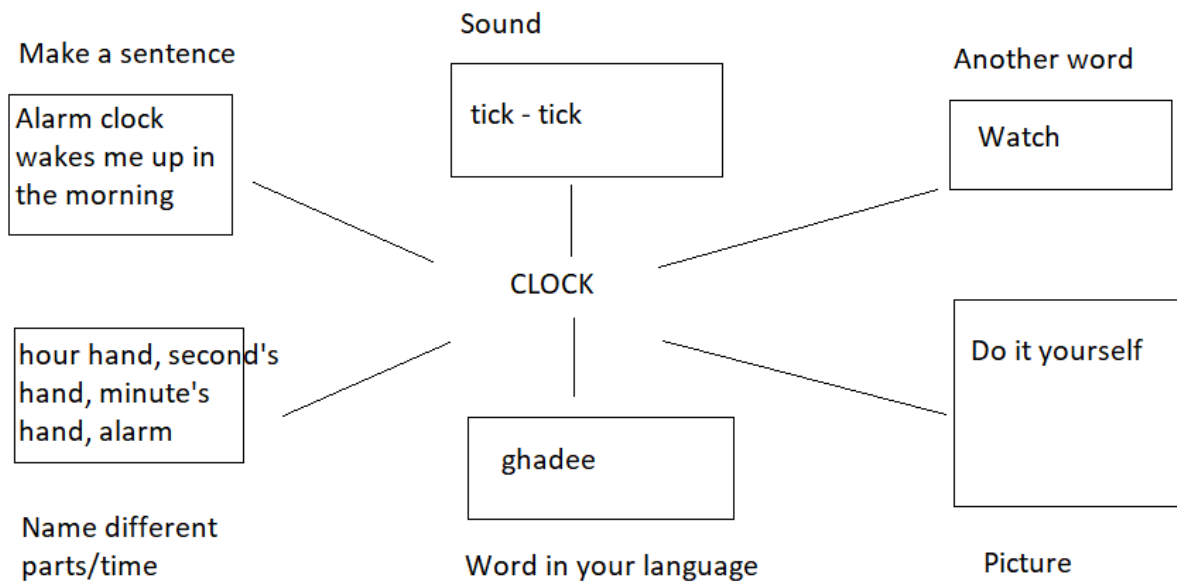 Make a sentence
Alarm clock
wakes me up in
the morning
Sound
tick - tick
Another word
Watch
CLOCK
hour hand, second's
hand, minute's
hand, alarm
Name different
parts/time
ghadee
Word in your language
Do it yourself
Picture